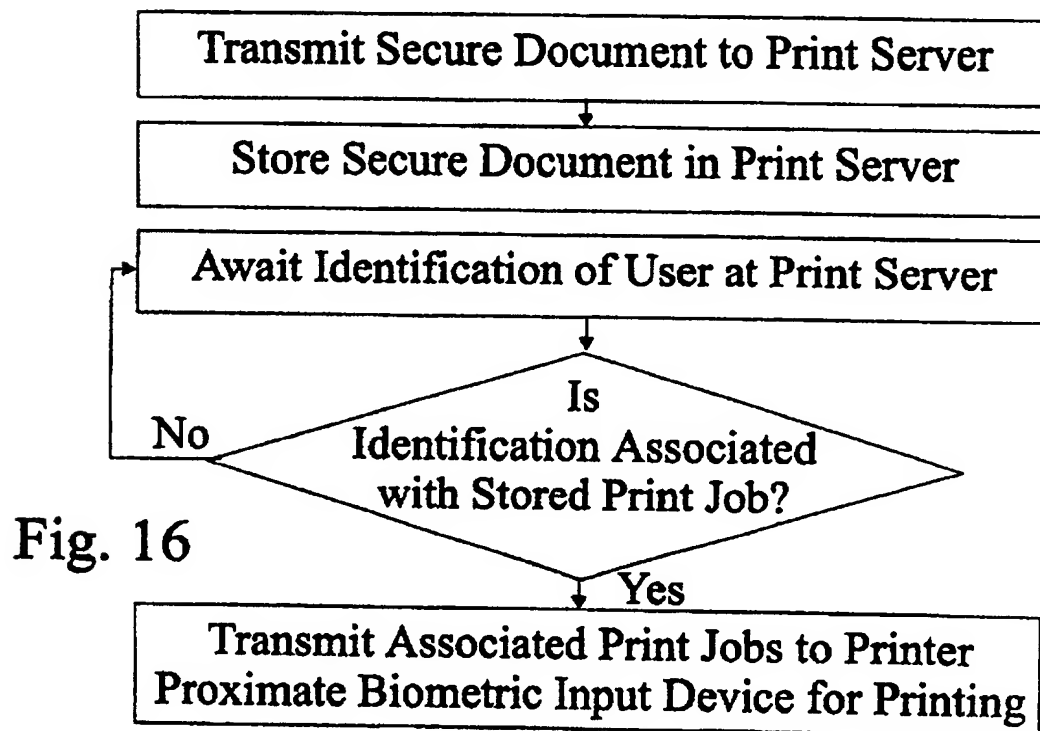 Transmit Secure Document to Print Server
Store Secure Document in Print Server
Await Identification of User at Print Server
Is
Identification Associated
with Stored Print Job?
No
Yes
Fig. 16
Transmit Associated Print Jobs to Printer
Proximate Biometric Input Device for Printing